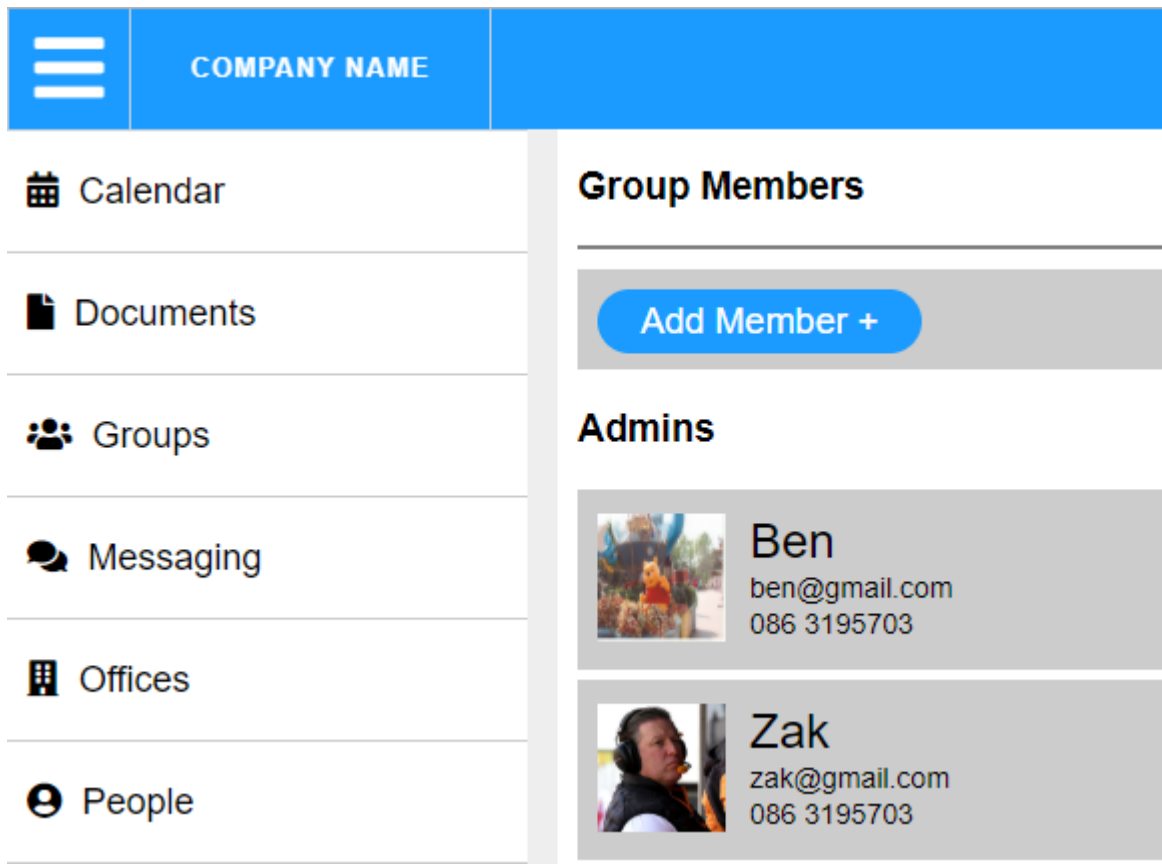 COMPANY NAME
Calendar
Documents
Groups
Messaging
Offices
People
Group Members
Add Member +
Admins
Ben
ben@gmail.com
086 3195703
Zak
zak@gmail.com
086 3195703